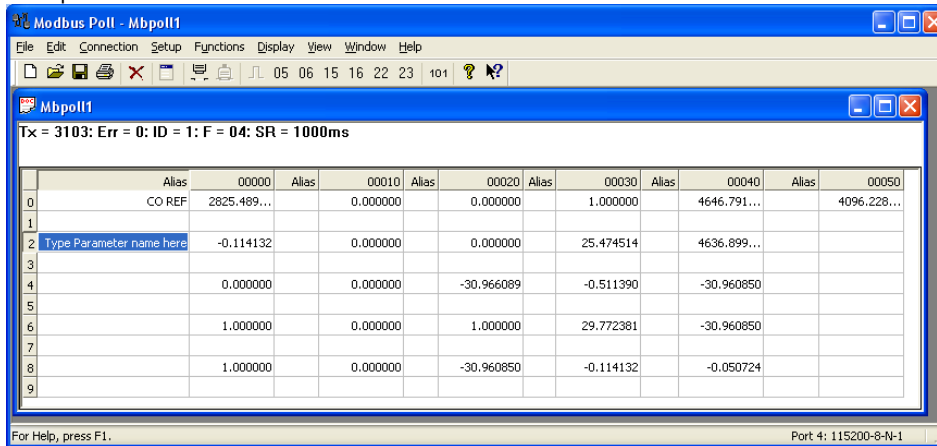 Modbus Poll - Mbpoll1
File Edit Connection Setup Functions Display View Window Help
05 06 15 16 22 23 101
Mbpoll1
Tx = 3103: Err = 0: ID = 1: F = 04: SR = 1000ms
Alias 00000 Alias 00010 Alias 00020 Alias 00030 Alias 00040 Alias 00050
0 CO REF 2825.489... 0.000000 0.000000 1.000000 4646.791... 4096.228...
1
2 Type Parameter name here -0.114132 0.000000 0.000000 25.474514 4636.899...
3
4 0.000000 0.000000 -30.966089 -0.511390 -30.960850
5
6 1.000000 0.000000 1.000000 29.772381 -30.960850
7
8 1.000000 0.000000 -30.960850 -0.114132 -0.050724
9
For Help, press F1. Port 4: 115200-8-N-1